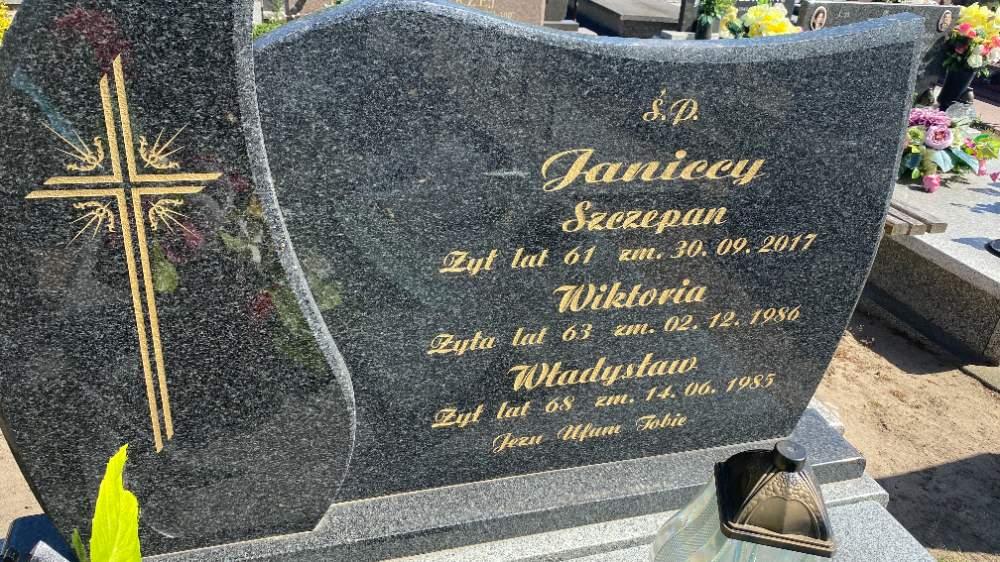 Ś.P.
Janiccy
Szczepan
Żył lat 61 zm. 30. 09. 2017
Wiktoria
Żyła lat 63 zm. 02. 12. 1986
Władysław
Żył lat 68 zm. 14. 06. 1985
Jezu Ufam Tobie